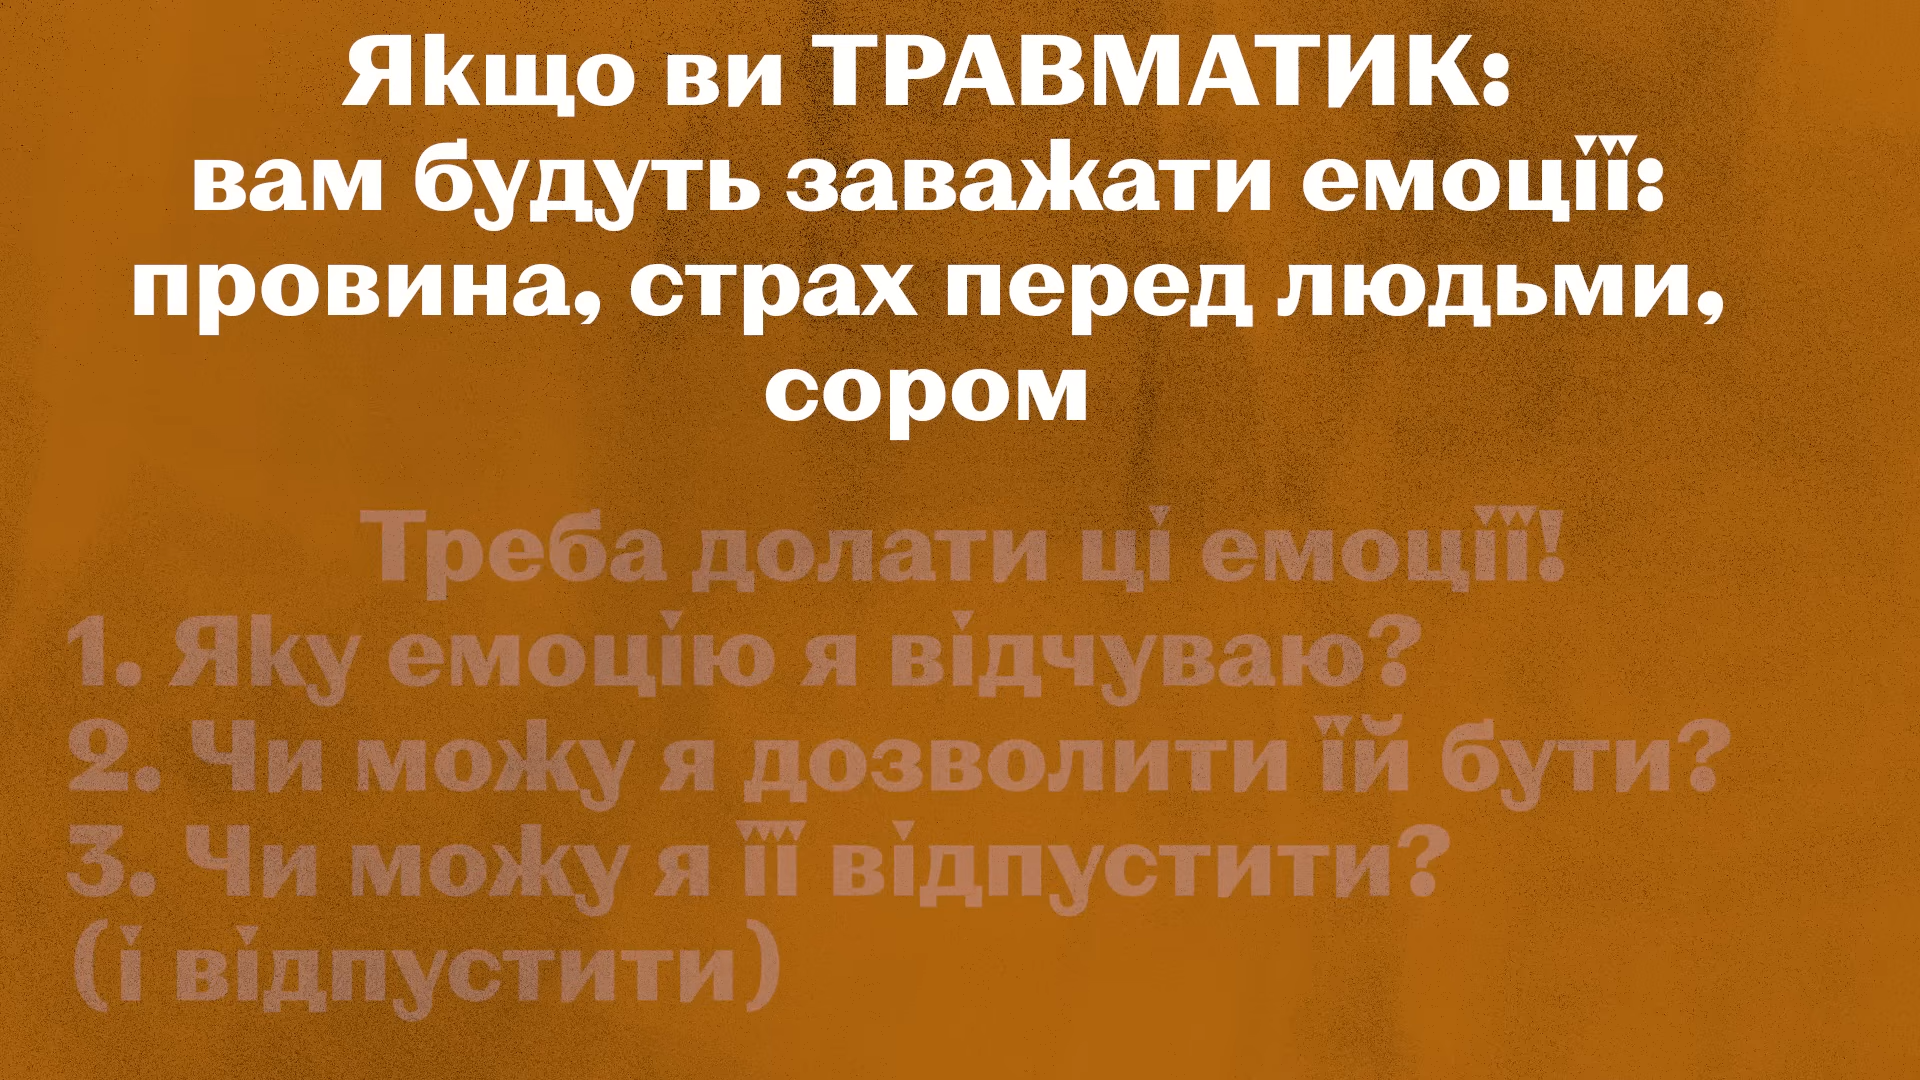 Якщо ви ТРАВМАТИК:
вам будуть заважати емоції:
провина, страх перед людьми,
сором
Треба долати ці емоції!
1. Яку емоцію я відчуваю?
2. Чи можу я дозволити їй бути?
3. Чи можу я її відпустити?
(і відпустити)